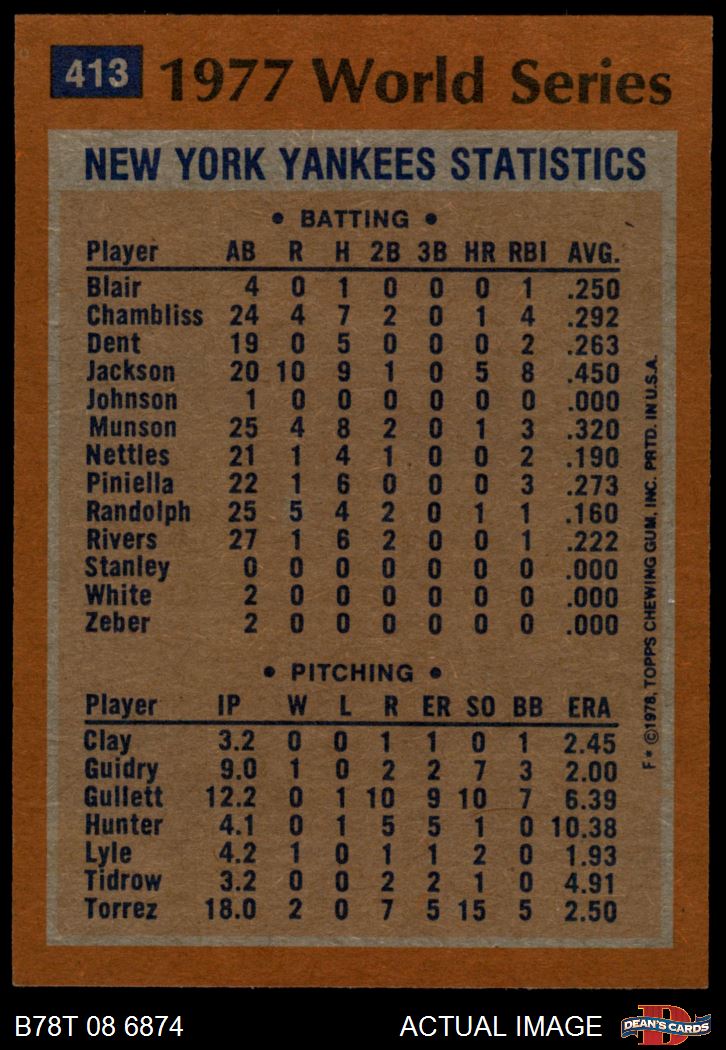 413 1977 World Series
NEW YORK YANKEES STATISTICS
• BATTING •
Player AB R H 2B 3B HR RBI AVG.
Blair 4 0 1 0 0 0 1 .250
Chambliss 24 4 7 2 0 1 4 .292
Dent 19 0 5 0 0 0 2 .263
Jackson 20 10 9 1 0 5 8 .450
Johnson 1 0 0 0 0 0 0 .000
Munson 25 4 8 2 0 1 3 .320
Nettles 21 1 4 1 0 0 2 .190
Piniella 22 1 6 0 0 0 3 .273
Randolph 25 5 4 2 0 1 1 .160
Rivers 27 1 6 2 0 0 1 .222
Stanley 0 0 0 0 0 0 0 .000
White 2 0 0 0 0 0 0 .000
Zeber 2 0 0 0 0 0 0 .000
• PITCHING •
Player IP W L R ER SO BB ERA
Clay 3.2 0 0 1 1 0 1 2.45
Guidry 9.0 1 0 2 2 7 3 2.00
Gullett 12.2 0 1 10 9 10 7 6.39
Hunter 4.1 0 1 5 5 1 0 10.38
Lyle 4.2 1 0 1 1 2 0 1.93
Tidrow 3.2 0 0 2 2 1 0 4.91
Torrez 18.0 2 0 7 5 15 5 2.50
F* ©1978, TOPPS CHEWING GUM, INC. PRTD. IN U.S.A.
B78T 08 6874 ACTUAL IMAGE
D
DEAN'S CARDS